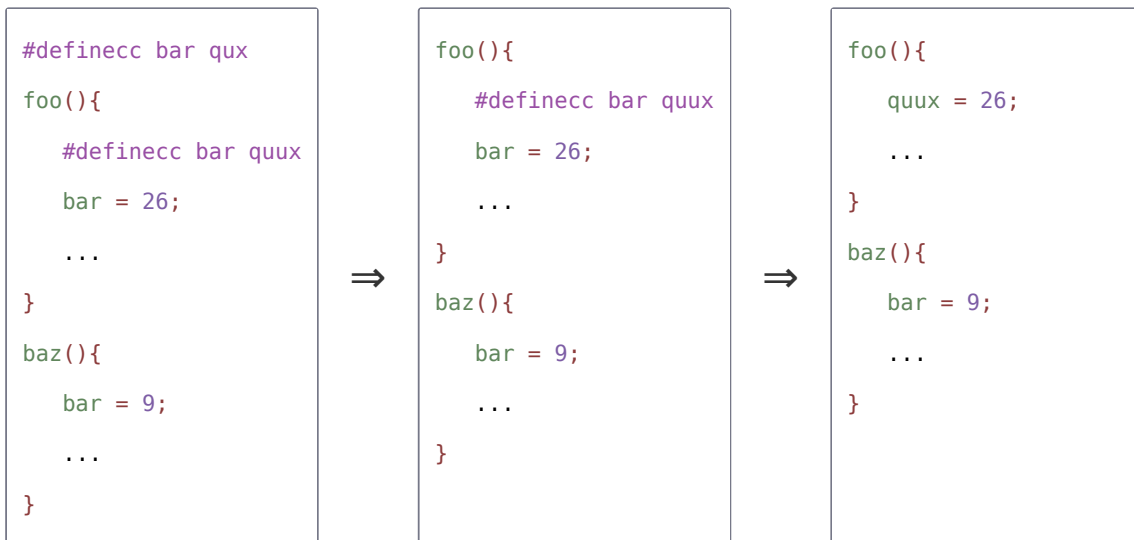 #definecc bar qux
foo(){
#definecc bar quux
bar = 26;
...
}
baz(){
bar = 9;
...
}
⇒
foo(){
#definecc bar quux
bar = 26;
...
}
baz(){
bar = 9;
...
}
⇒
foo(){
quux = 26;
...
}
baz(){
bar = 9;
...
}